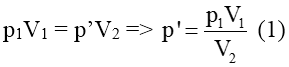 p₁V₁ = p’V₂ => p' = p₁V₁/V₂ (1)